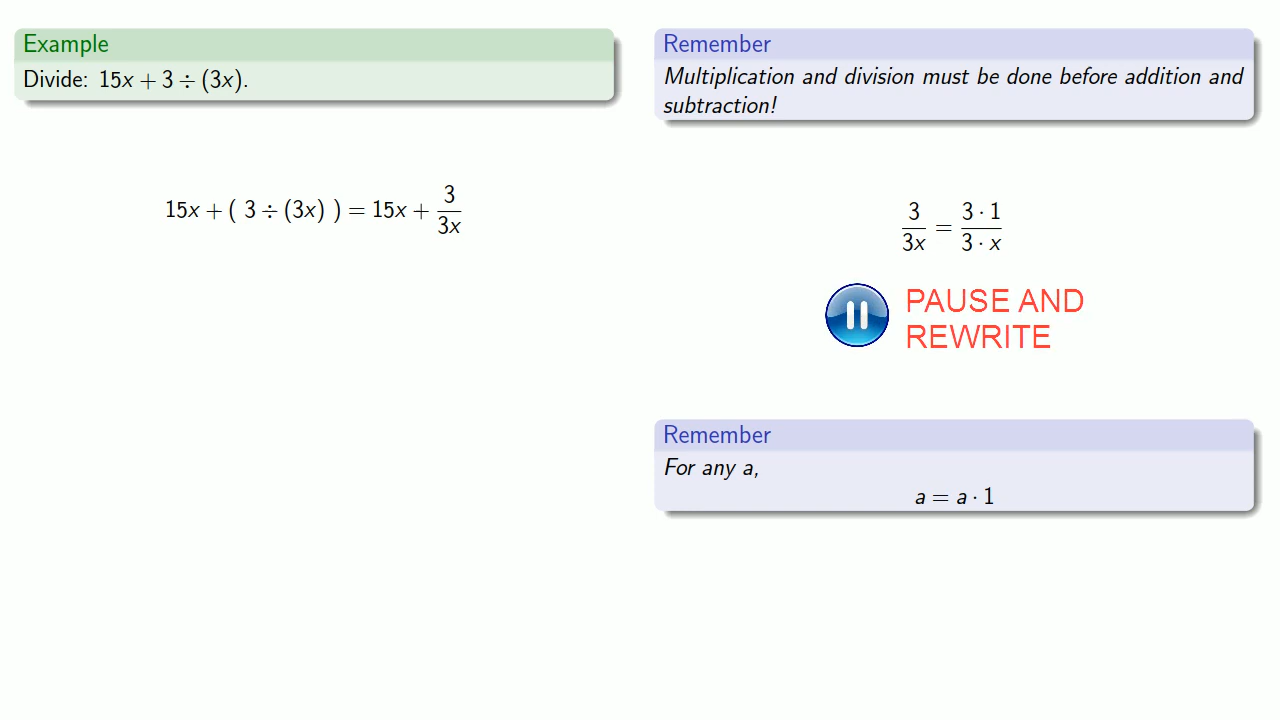 Example
Divide: 15x + 3 ÷ (3x).
15x + ( 3 ÷ (3x) ) = 15x + 3/3x
Remember
Multiplication and division must be done before addition and
subtraction!
3/3x = 3 · 1/3 · x
PAUSE AND
REWRITE
Remember
For any a,
a = a · 1